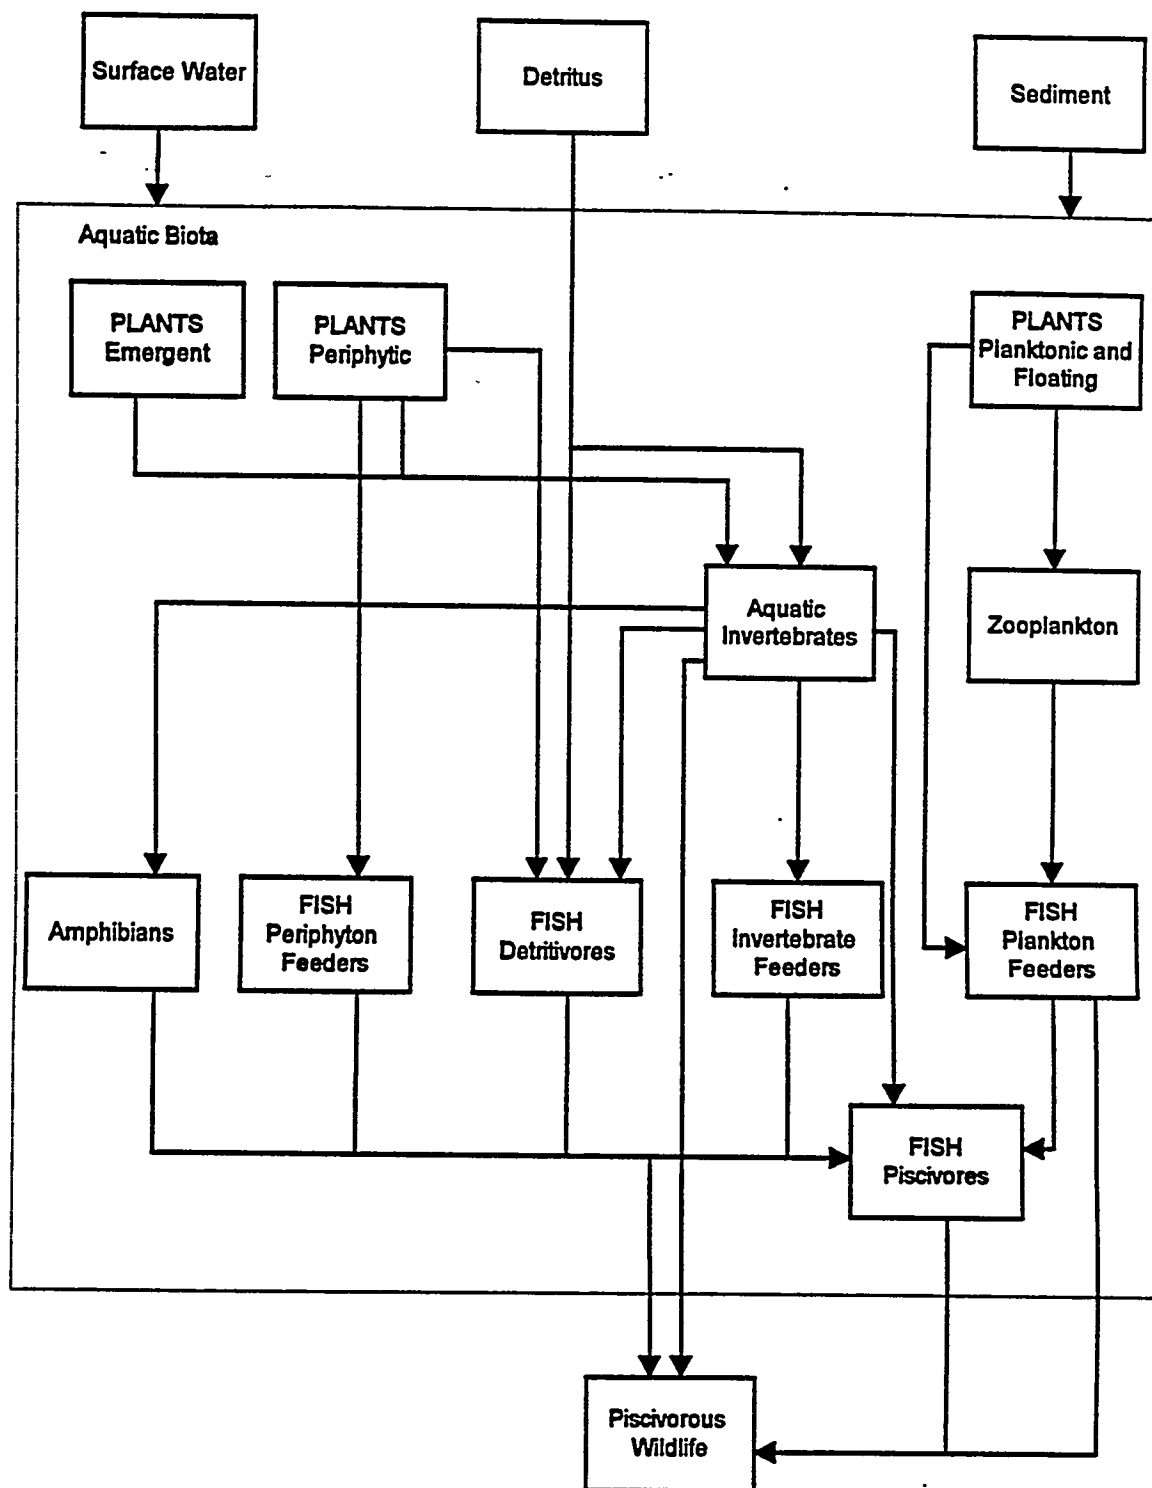 Surface Water
Detritus
Sediment
Aquatic Biota
PLANTS
Emergent
PLANTS
Periphytic
PLANTS
Planktonic and
Floating
Aquatic
Invertebrates
Zooplankton
Amphibians
FISH
Periphyton
Feeders
FISH
Detritivores
FISH
Invertebrate
Feeders
FISH
Plankton
Feeders
FISH
Piscivores
Piscivorous
Wildlife